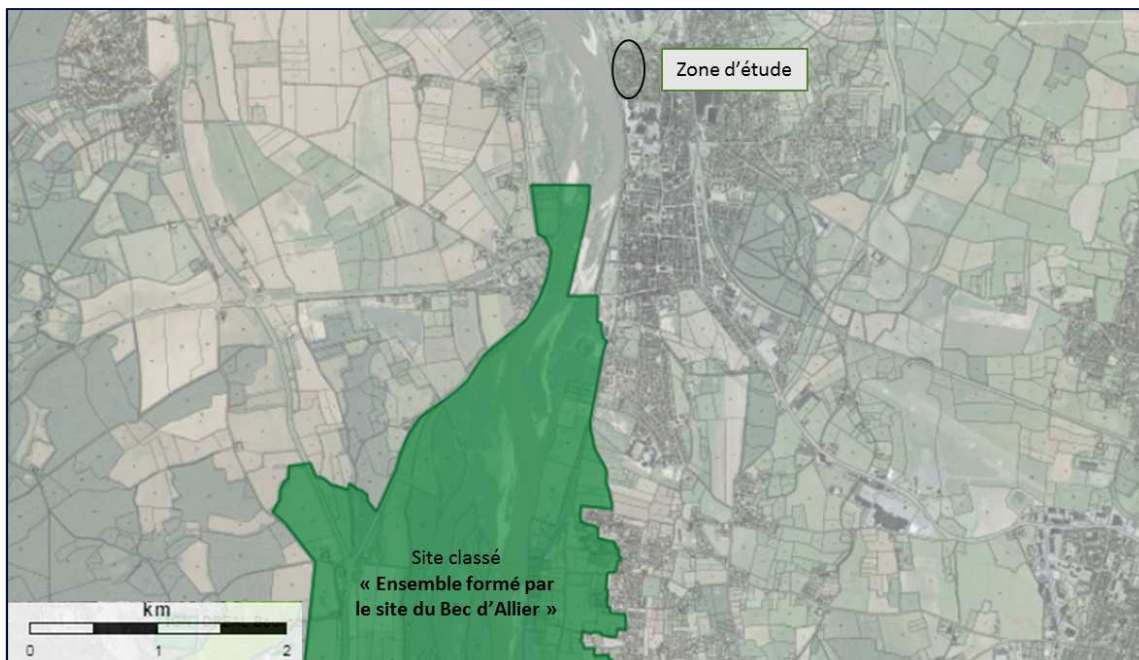 Zone d'étude
Site classé
« Ensemble formé par
le site du Bec d'Allier »
km
0 1 2